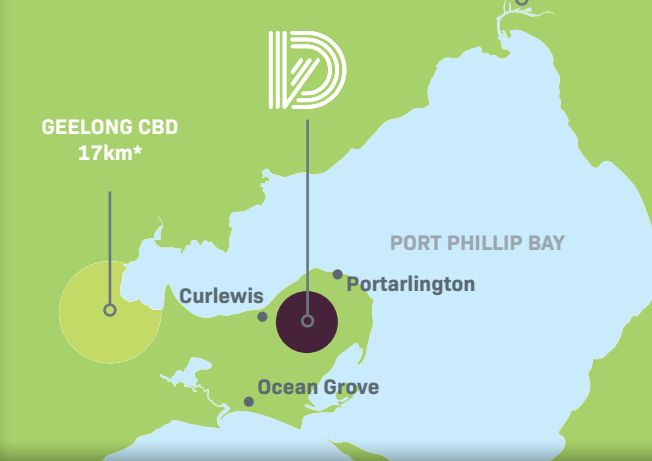 D
GEELONG CBD
17km*
PORT PHILLIP BAY
Portarlington
Curlewis
Ocean Grove